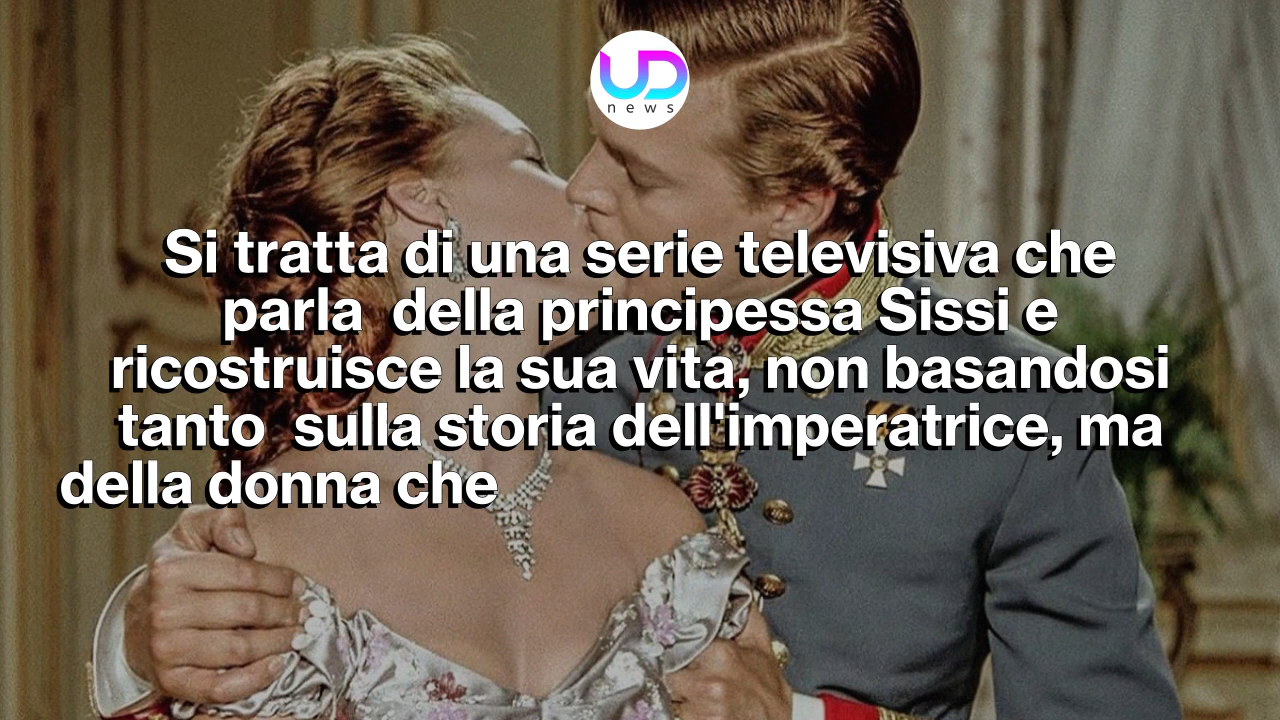 UD
news
Si tratta di una serie televisiva che
parla  della principessa Sissi e
ricostruisce la sua vita, non basandosi
tanto  sulla storia dell'imperatrice, ma
della donna che